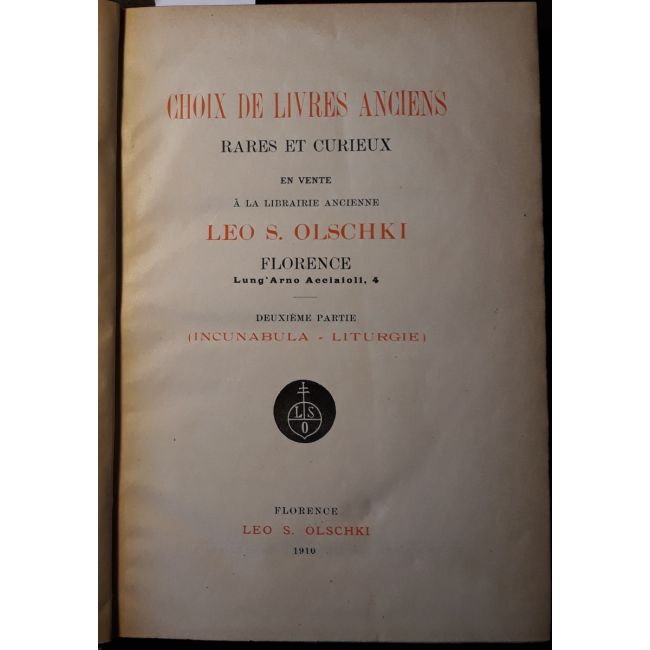 CHOIX DE LIVRES ANCIENS
RARES ET CURIEUX
EN VENTE
À LA LIBRAIRIE ANCIENNE
LEO S. OLSCHKI
FLORENCE
Lung'Arno Acciaioli, 4
DEUXIÈME PARTIE
(INCUNABULA - LITURGIE)
L S
O
FLORENCE
LEO S. OLSCHKI
1910